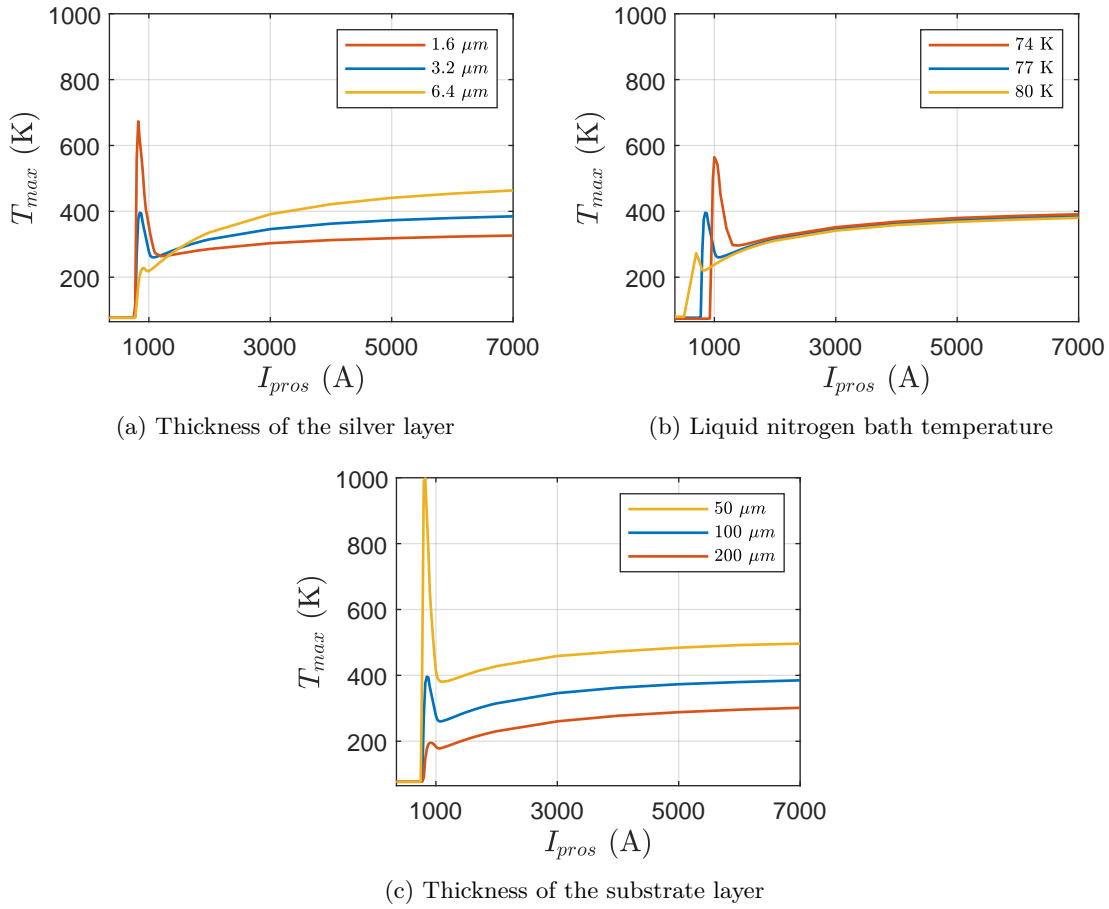 1000
800
600
400
200
T_max (K)
1.6 μm
3.2 μm
6.4 μm
1000 3000 5000 7000
I_pros (A)
(a) Thickness of the silver layer
1000
800
600
400
200
T_max (K)
74 K
77 K
80 K
1000 3000 5000 7000
I_pros (A)
(b) Liquid nitrogen bath temperature
1000
800
600
400
200
T_max (K)
50 μm
100 μm
200 μm
1000 3000 5000 7000
I_pros (A)
(c) Thickness of the substrate layer